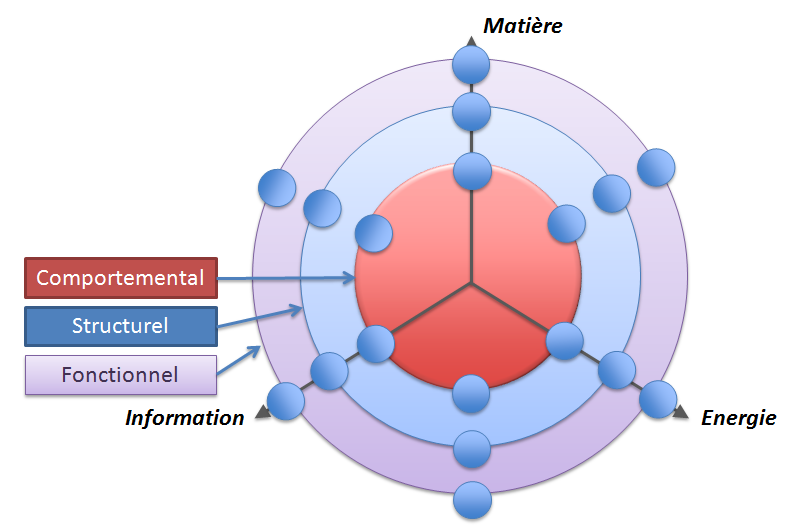 Matière
Comportemental
Structurel
Fonctionnel
Information
Energie